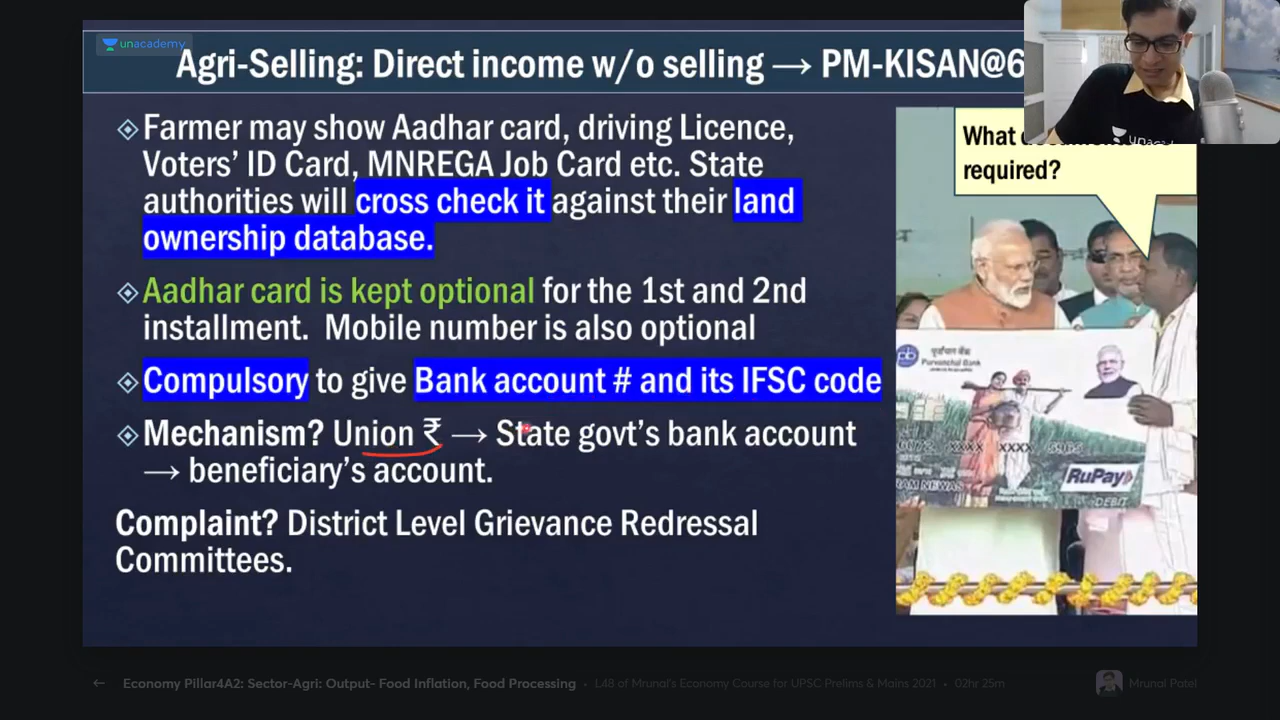 unacademy
Agri-Selling: Direct income w/o selling → PM-KISAN@6
Farmer may show Aadhar card, driving Licence,
Voters’ ID Card, MNREGA Job Card etc. State
authorities will cross check it against their land
ownership database.
Aadhar card is kept optional for the 1st and 2nd
installment. Mobile number is also optional
Compulsory to give Bank account # and its IFSC code
Mechanism? Union ₹ → State govt’s bank account
→ beneficiary’s account.
Complaint? District Level Grievance Redressal
Committees.
What
required?
पूर्वांचल बैंक
Purvanchal Bank
XXXX XXXX
RuPay
DEBIT
Economy Pillar4A2: Sector-Agri: Output- Food Inflation, Food Processing • L48 of Mrunal's Economy Course for UPSC Prelims & Mains 2021 • 02hr 25m
Mrunal Patel